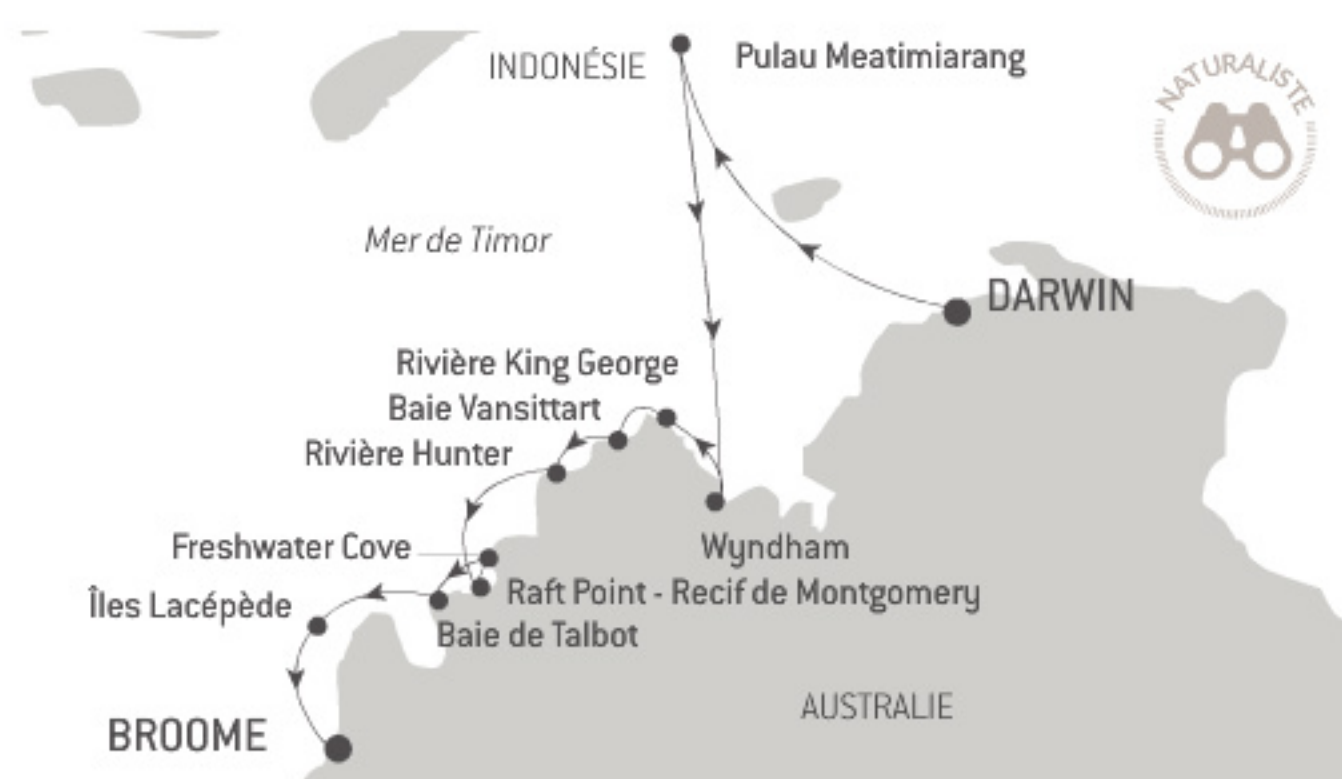 INDONÉSIE
Pulau Meatimiarang
NATURALISTE
Mer de Timor
DARWIN
Rivière King George
Baie Vansittart
Rivière Hunter
Freshwater Cove
Wyndham
Îles Lacépède
Raft Point - Recif de Montgomery
Baie de Talbot
AUSTRALIE
BROOME